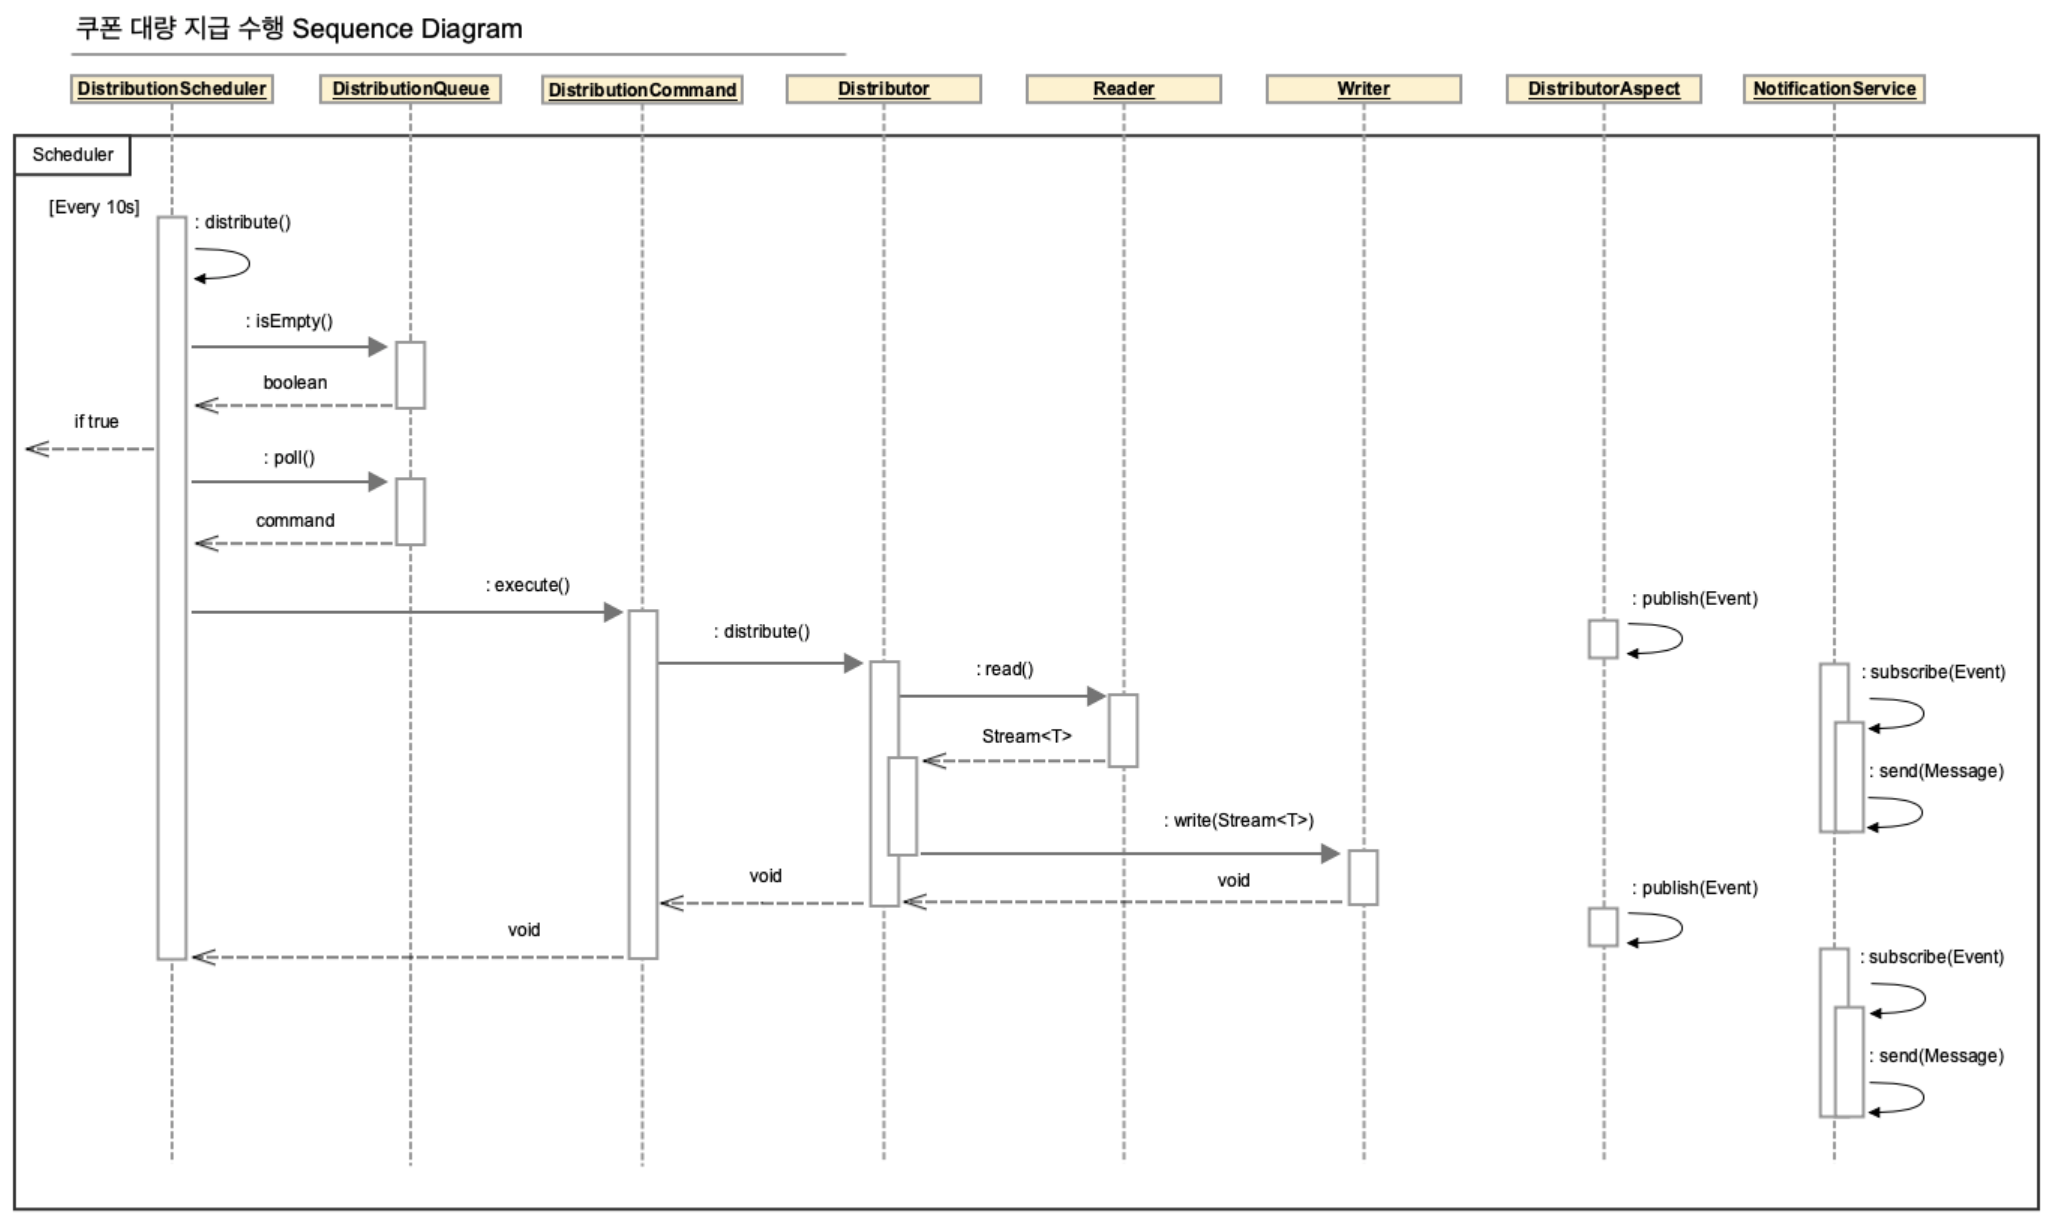 쿠폰 대량 지급 수행 Sequence Diagram
DistributionScheduler
DistributionQueue
DistributionCommand
Distributor
Reader
Writer
DistributorAspect
NotificationService
Scheduler
[Every 10s]
: distribute()
: isEmpty()
boolean
if true
: poll()
command
: execute()
: publish(Event)
: distribute()
: read()
: subscribe(Event)
Stream<T>
: send(Message)
: write(Stream<T>)
void
void
: publish(Event)
void
: subscribe(Event)
: send(Message)